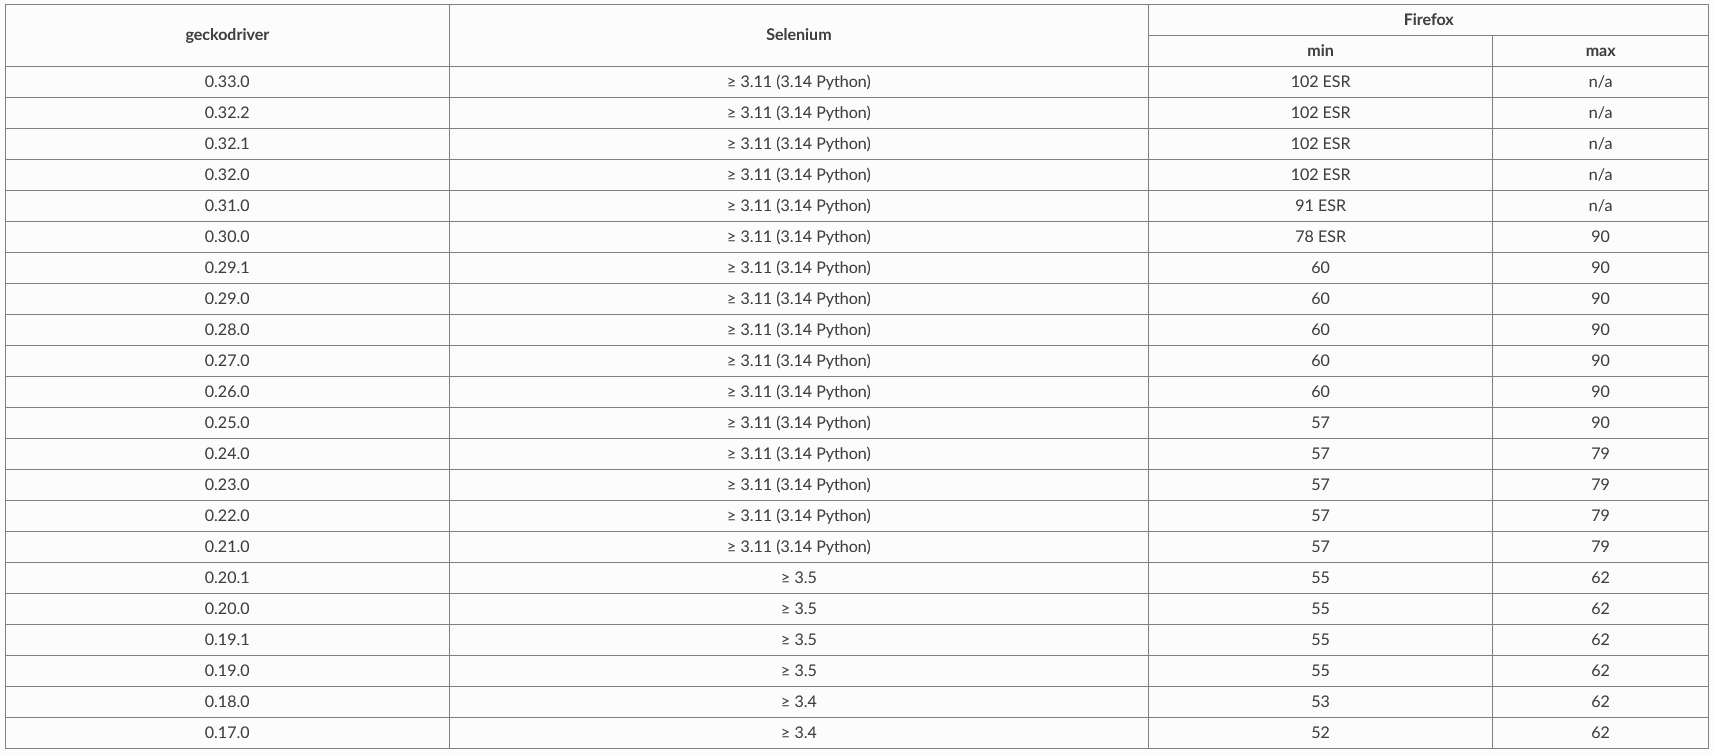 geckodriver Selenium Firefox
min max
0.33.0 ≥ 3.11 (3.14 Python) 102 ESR n/a
0.32.2 ≥ 3.11 (3.14 Python) 102 ESR n/a
0.32.1 ≥ 3.11 (3.14 Python) 102 ESR n/a
0.32.0 ≥ 3.11 (3.14 Python) 102 ESR n/a
0.31.0 ≥ 3.11 (3.14 Python) 91 ESR n/a
0.30.0 ≥ 3.11 (3.14 Python) 78 ESR 90
0.29.1 ≥ 3.11 (3.14 Python) 60 90
0.29.0 ≥ 3.11 (3.14 Python) 60 90
0.28.0 ≥ 3.11 (3.14 Python) 60 90
0.27.0 ≥ 3.11 (3.14 Python) 60 90
0.26.0 ≥ 3.11 (3.14 Python) 60 90
0.25.0 ≥ 3.11 (3.14 Python) 57 90
0.24.0 ≥ 3.11 (3.14 Python) 57 79
0.23.0 ≥ 3.11 (3.14 Python) 57 79
0.22.0 ≥ 3.11 (3.14 Python) 57 79
0.21.0 ≥ 3.11 (3.14 Python) 57 79
0.20.1 ≥ 3.5 55 62
0.20.0 ≥ 3.5 55 62
0.19.1 ≥ 3.5 55 62
0.19.0 ≥ 3.5 55 62
0.18.0 ≥ 3.4 53 62
0.17.0 ≥ 3.4 52 62